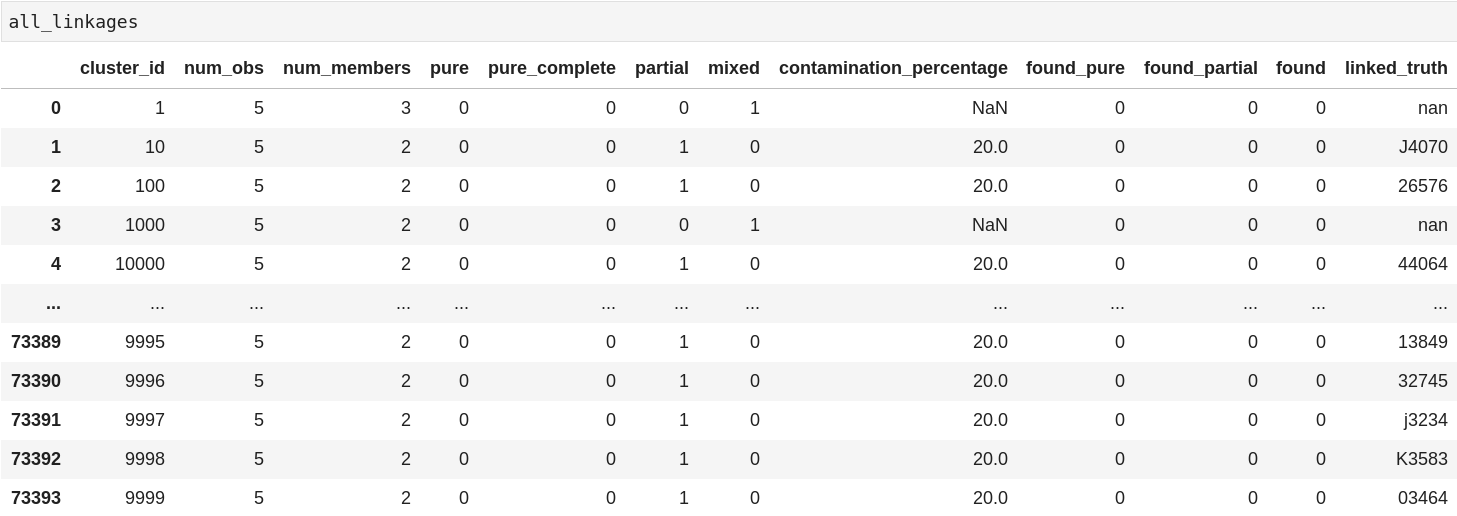 all_linkages
cluster_id num_obs num_members pure pure_complete partial mixed contamination_percentage found_pure found_partial found linked_truth
0 1 5 3 0 0 0 1 NaN 0 0 0 nan
1 10 5 2 0 0 1 0 20.0 0 0 0 J4070
2 100 5 2 0 0 1 0 20.0 0 0 0 26576
3 1000 5 2 0 0 0 1 NaN 0 0 0 nan
4 10000 5 2 0 0 1 0 20.0 0 0 0 44064
... ... ... ... ... ... ... ... ... ... ... ... ...
73389 9995 5 2 0 0 1 0 20.0 0 0 0 13849
73390 9996 5 2 0 0 1 0 20.0 0 0 0 32745
73391 9997 5 2 0 0 1 0 20.0 0 0 0 j3234
73392 9998 5 2 0 0 1 0 20.0 0 0 0 K3583
73393 9999 5 2 0 0 1 0 20.0 0 0 0 03464